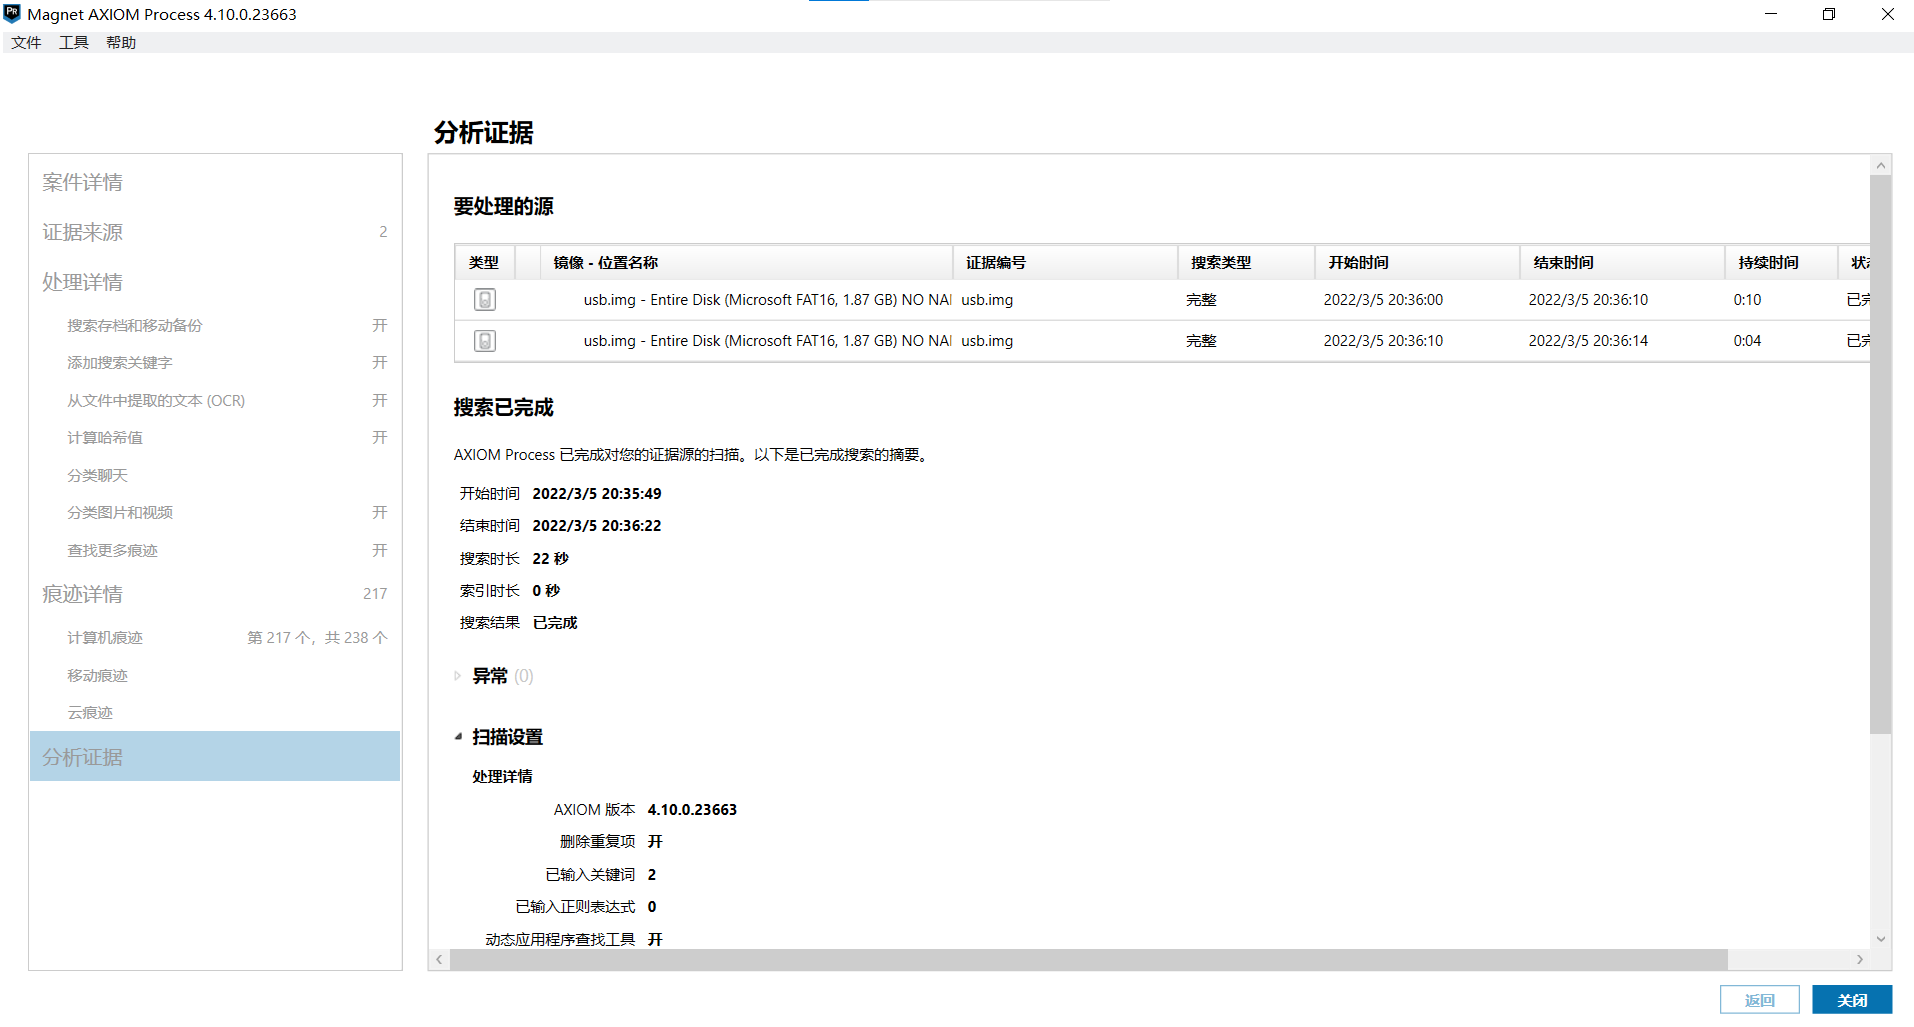 Magnet AXIOM Process 4.10.0.23663
文件 工具 帮助
分析证据
案件详情
证据来源 2
处理详情
搜索存档和移动备份 开
添加搜索关键字 开
从文件中提取的文本 (OCR) 开
计算哈希值 开
分类聊天
分类图片和视频 开
查找更多痕迹 开
痕迹详情 217
计算机痕迹 第 217 个，共 238 个
移动痕迹
云痕迹
分析证据
要处理的源
类型 镜像 - 位置名称 证据编号 搜索类型 开始时间 结束时间 持续时间 状
usb.img - Entire Disk (Microsoft FAT16, 1.87 GB) NO NA usb.img 完整 2022/3/5 20:36:00 2022/3/5 20:36:10 0:10 已完
usb.img - Entire Disk (Microsoft FAT16, 1.87 GB) NO NA usb.img 完整 2022/3/5 20:36:10 2022/3/5 20:36:14 0:04 已完
搜索已完成
AXIOM Process 已完成对您的证据源的扫描。以下是已完成搜索的摘要。
开始时间 2022/3/5 20:35:49
结束时间 2022/3/5 20:36:22
搜索时长 22 秒
索引时长 0 秒
搜索结果 已完成
异常 (0)
扫描设置
处理详情
AXIOM 版本 4.10.0.23663
删除重复项 开
已输入关键词 2
已输入正则表达式 0
动态应用程序查找工具 开
返回 关闭